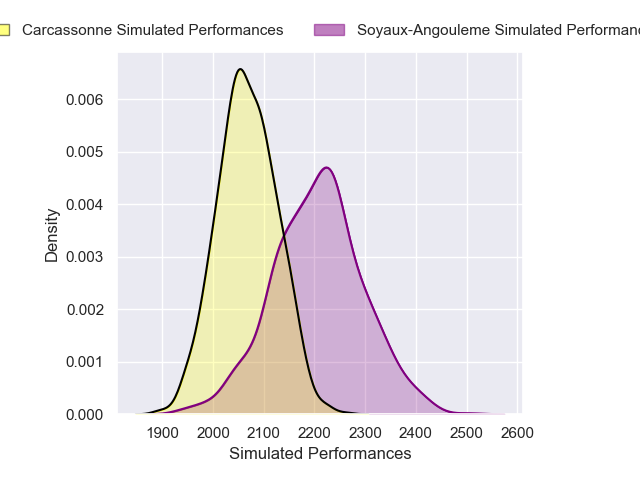 Carcassonne Simulated Performances
Soyaux-Angouleme Simulated
0.006
0.005
0.004
0.003
0.002
0.001
0.000
Density
1900 2000 2100 2200 2300 2400 2500 2600
Simulated Performances